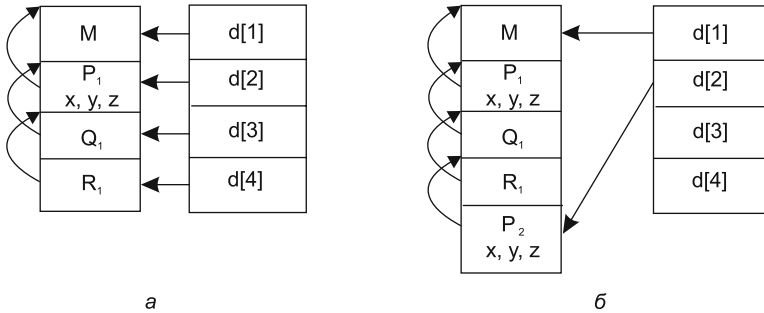 M
P₁
x, y, z
Q₁
R₁
d[1]
d[2]
d[3]
d[4]
а
M
P₁
x, y, z
Q₁
R₁
P₂
x, y, z
d[1]
d[2]
d[3]
d[4]
б